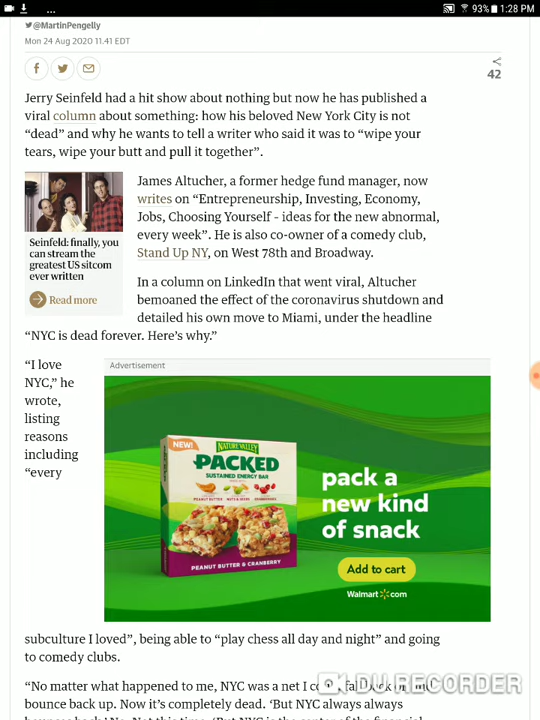 93% 1:28 PM
@MartinPengelly
Mon 24 Aug 2020 11.41 EDT
42
Jerry Seinfeld had a hit show about nothing but now he has published a
viral column about something: how his beloved New York City is not
“dead” and why he wants to tell a writer who said it was to “wipe your
tears, wipe your butt and pull it together”.
James Altucher, a former hedge fund manager, now
writes on “Entrepreneurship, Investing, Economy,
Jobs, Choosing Yourself - ideas for the new abnormal,
every week”. He is also co-owner of a comedy club,
Stand Up NY, on West 78th and Broadway.
Seinfeld: finally, you
can stream the
greatest US sitcom
ever written
Read more
In a column on LinkedIn that went viral, Altucher
bemoaned the effect of the coronavirus shutdown and
detailed his own move to Miami, under the headline
“NYC is dead forever. Here’s why.”
“I love
NYC,” he
wrote,
listing
reasons
including
“every
Advertisement
NEW!
NATURE VALLEY
PACKED
SUSTAINED ENERGY BAR
PEANUT BUTTER
PEANUT BUTTER & CRANBERRY
pack a
new kind
of snack
Add to cart
Walmart.com
subculture I loved”, being able to “play chess all day and night” and going
to comedy clubs.
“No matter what happened to me, NYC was a net I
DU RECORDER
bounce back up. Now it’s completely dead. ‘But NYC always always